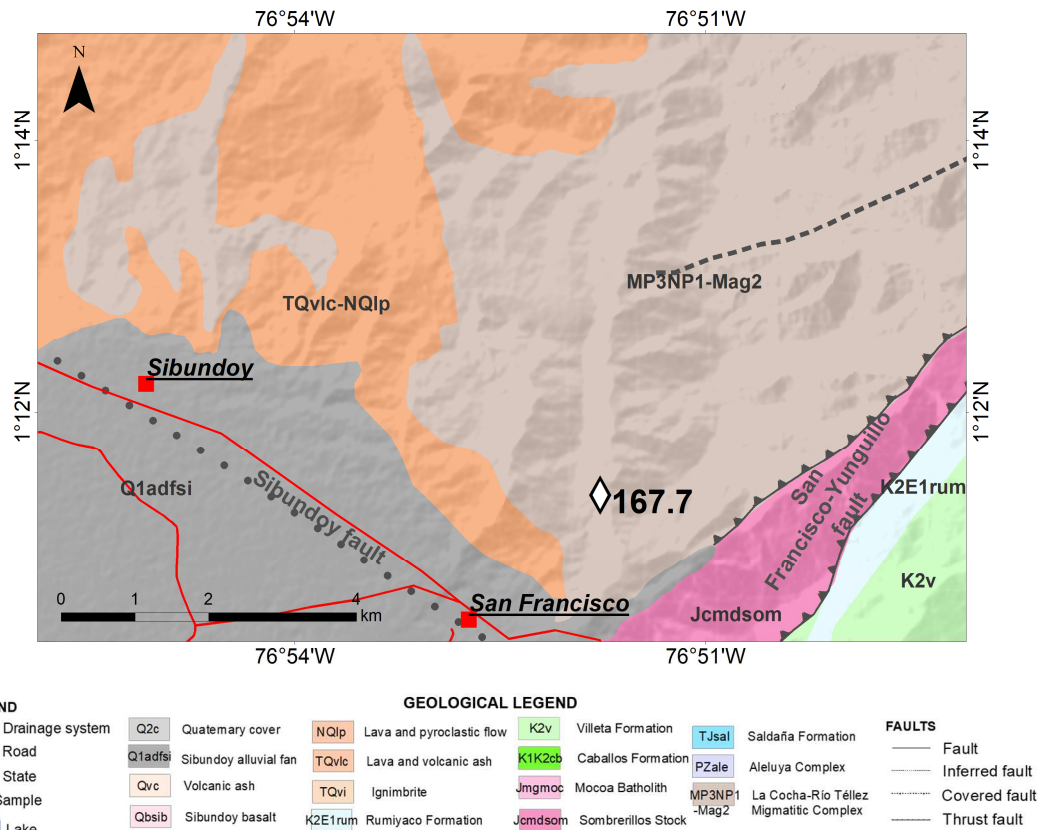 76°54'W
76°51'W
N
1°14'N
1°14'N
TQvlc-NQlp
MP3NP1-Mag2
Sibundoy
1°12'N
1°12'N
San
Francisco-Yunguillo
fault
K2E1rum
Q1adfsi
Sibundoy fault
167.7
K2v
0
1
2
4
km
San Francisco
Jcmdsom
76°54'W
76°51'W
GEOLOGICAL LEGEND
ND
Drainage system
Road
State
Sample
Lake
Q2c
Quaternary cover
Q1adfsi
Sibundoy alluvial fan
Qvc
Volcanic ash
Qbsib
Sibundoy basalt
NQlp
Lava and pyroclastic flow
TQvlc
Lava and volcanic ash
TQvi
Ignimbrite
K2E1rum
Rumiyaco Formation
K2v
Villeta Formation
K1K2cb
Caballos Formation
Jmgmoc
Mocoa Batholith
Jcmdsom
Sombrerillos Stock
TJsal
Saldaña Formation
PZale
Aleluya Complex
MP3NP1
-Mag2
La Cocha-Río Téllez
Migmatitic Complex
FAULTS
Fault
Inferred fault
Covered fault
Thrust fault